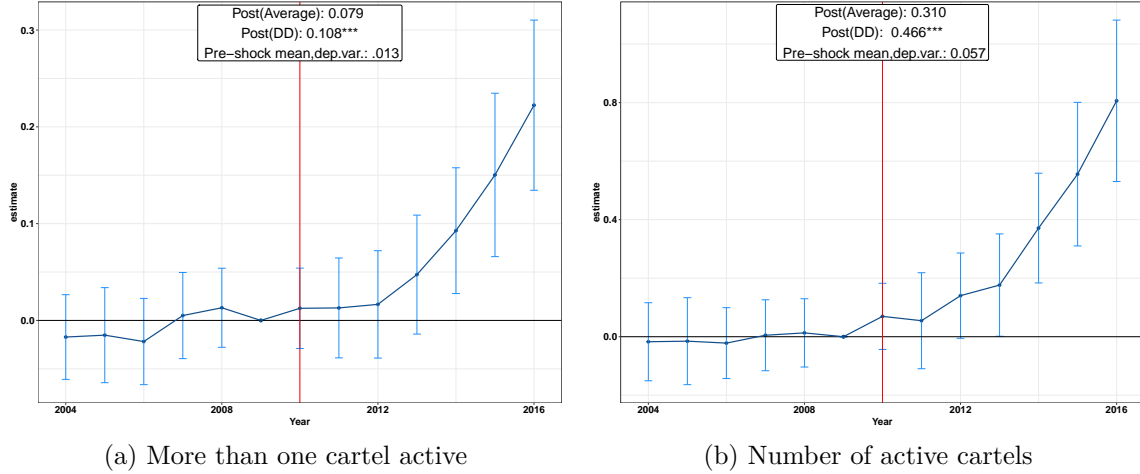 Post(Average): 0.079
Post(DD): 0.108***
Pre-shock mean,dep.var.: .013
0.3
0.2
0.1
0.0
estimate
2004 2008 2012 2016
Year
(a) More than one cartel active
Post(Average): 0.310
Post(DD): 0.466***
Pre-shock mean,dep.var.: 0.057
0.8
0.4
0.0
estimate
2004 2008 2012 2016
Year
(b) Number of active cartels